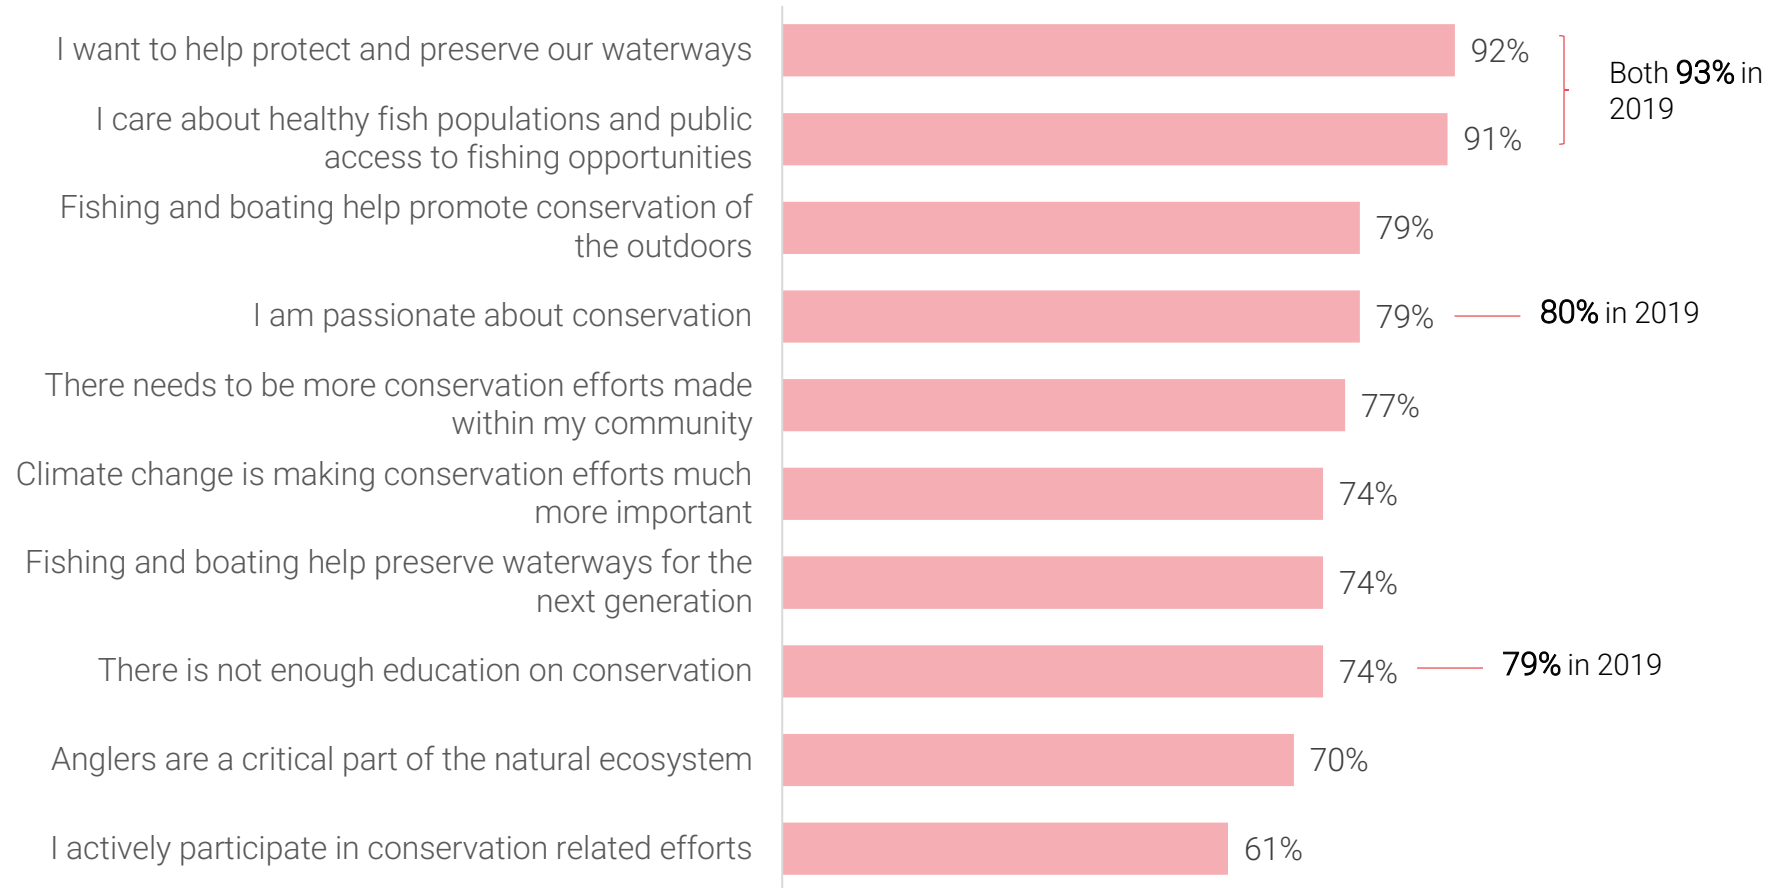 I want to help protect and preserve our waterways
92%
Both 93% in
2019
I care about healthy fish populations and public
access to fishing opportunities
91%
Fishing and boating help promote conservation of
the outdoors
79%
I am passionate about conservation
79%
80% in 2019
There needs to be more conservation efforts made
within my community
77%
Climate change is making conservation efforts much
more important
74%
Fishing and boating help preserve waterways for the
next generation
74%
There is not enough education on conservation
74%
79% in 2019
Anglers are a critical part of the natural ecosystem
70%
I actively participate in conservation related efforts
61%